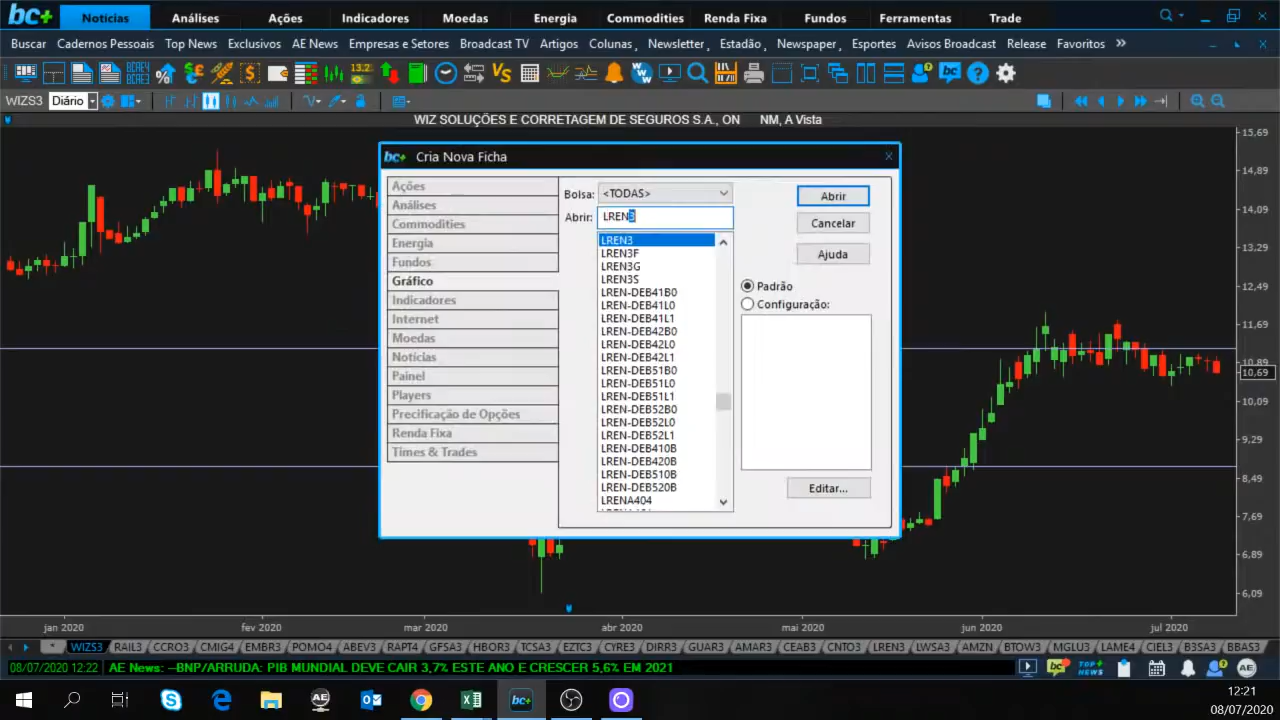 bc+ Notícias Análises Ações Indicadores Moedas Energia Commodities Renda Fixa Fundos Ferramentas Trade
Buscar Cadernos Pessoais Top News Exclusivos AE News Empresas e Setores Broadcast TV Artigos Colunas Newsletter Estadão Newspaper Esportes Avisos Broadcast Release Favoritos »
WIZS3 Diário
WIZ SOLUÇÕES E CORRETAGEM DE SEGUROS S.A., ON NM, A Vista
bc+ Cria Nova Ficha
Ações
Análises
Commodities
Energia
Fundos
Gráfico
Indicadores
Internet
Moedas
Notícias
Painel
Players
Precificação de Opções
Renda Fixa
Times & Trades
Bolsa: <TODAS>
Abrir: LREN3
LREN3
LREN3F
LREN3G
LREN3S
LREN-DEB41B0
LREN-DEB41L0
LREN-DEB41L1
LREN-DEB42B0
LREN-DEB42L0
LREN-DEB42L1
LREN-DEB51B0
LREN-DEB51L0
LREN-DEB51L1
LREN-DEB52B0
LREN-DEB52L0
LREN-DEB52L1
LREN-DEB410B
LREN-DEB420B
LREN-DEB510B
LREN-DEB520B
LRENA404
Abrir
Cancelar
Ajuda
Padrão
Configuração:
Editar...
15,69
14,89
14,09
13,29
12,49
11,69
10,89
10,69
10,09
9,29
8,49
7,69
6,89
6,09
jan 2020 fev 2020 mar 2020 abr 2020 mai 2020 jun 2020 jul 2020
* WIZS3 RAIL3 CCRO3 CMIG4 EMBR3 POMO4 ABEV3 RAPT4 GFSA3 HBOR3 TCSA3 EZTC3 CYRE3 DIRR3 GUAR3 AMAR3 CEAB3 CNTO3 LREN3 LWSA3 AMZN BTOW3 MGLU3 LAME4 CIEL3 B3SA3 BBAS3
08/07/2020 12:22 AE News: --BNP/ARRUDA: PIB MUNDIAL DEVE CAIR 3,7% ESTE ANO E CRESCER 5,6% EM 2021
bc TOP+ NEWS AE
AE bc+
12:21
08/07/2020